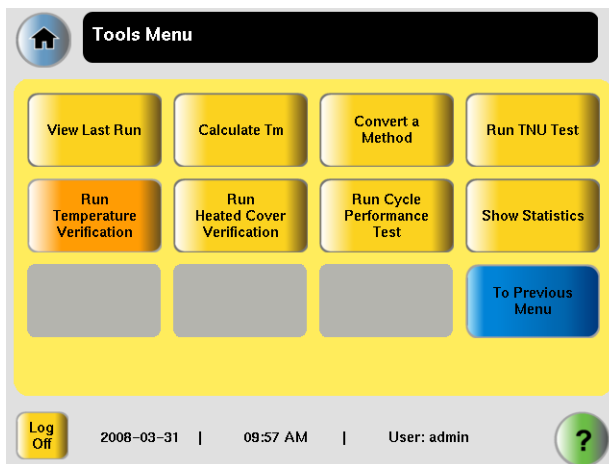 Tools Menu
View Last Run
Calculate Tm
Convert a
Method
Run TNU Test
Run
Temperature
Verification
Run
Heated Cover
Verification
Run Cycle
Performance
Test
Show Statistics
To Previous
Menu
Log
Off
2008-03-31 | 09:57 AM | User: admin
?